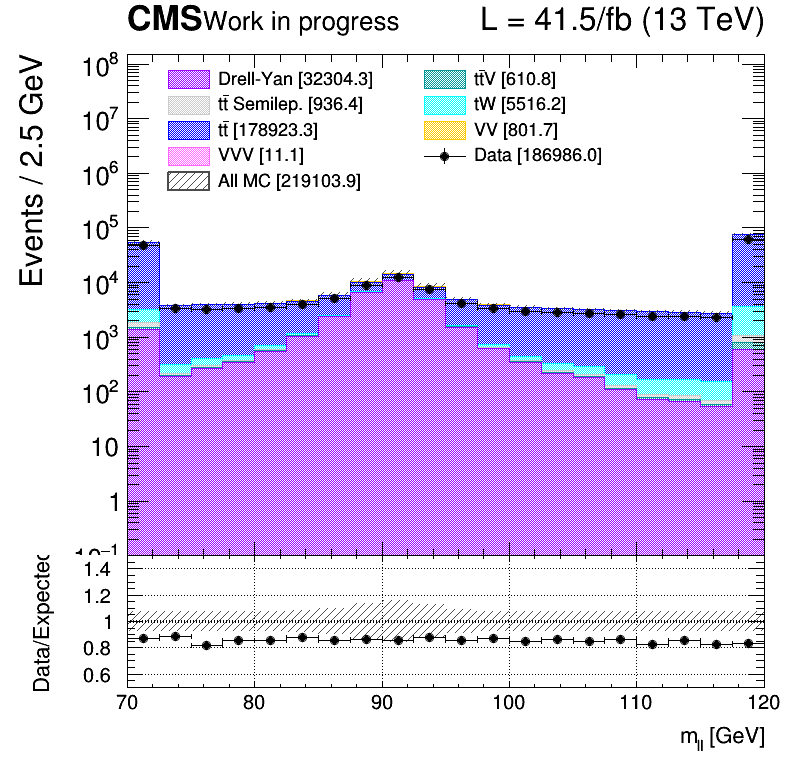 CMS Work in progress L = 41.5/fb (13 TeV)
Events / 2.5 GeV
Drell-Yan [32304.3]
tt̄ Semilep. [936.4]
tt̄ [178923.3]
VVV [11.1]
All MC [219103.9]
tt̄V [610.8]
tW [5516.2]
VV [801.7]
Data [186986.0]
10⁸
10⁷
10⁶
10⁵
10⁴
10³
10²
10
1
10⁻¹
Data/Expected
1.4
1.2
1
0.8
0.6
70 80 90 100 110 120
m_ll [GeV]